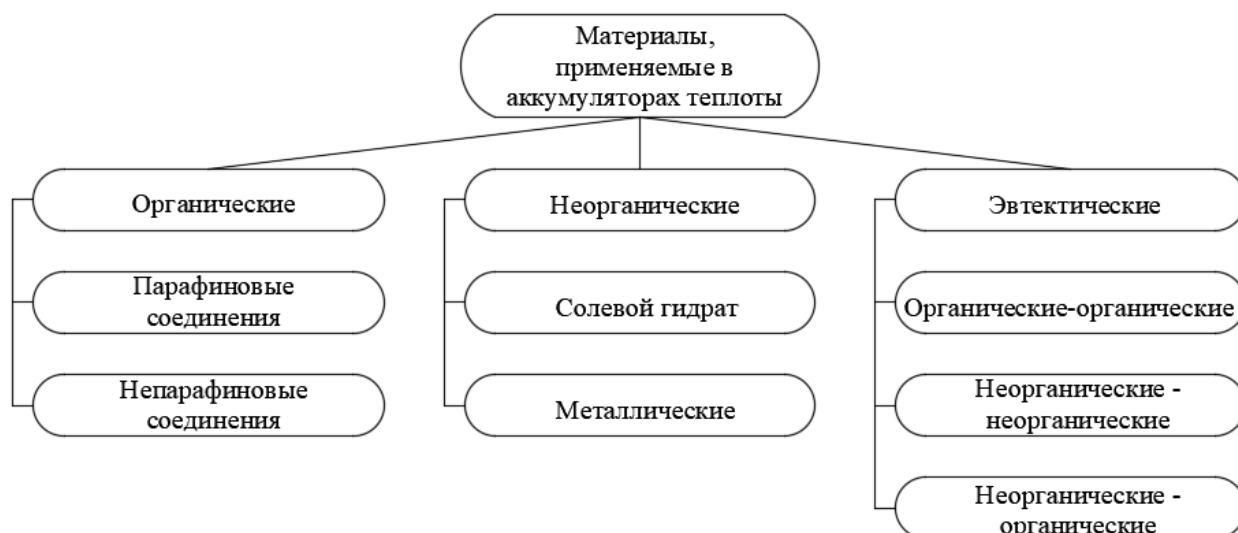 Материалы,
применяемые в
аккумуляторах теплоты
Органические
Неорганические
Эвтектические
Парафиновые
соединения
Солевой гидрат
Органические-органические
Непарафиновые
соединения
Металлические
Неорганические -
неорганические
Неорганические -
органические